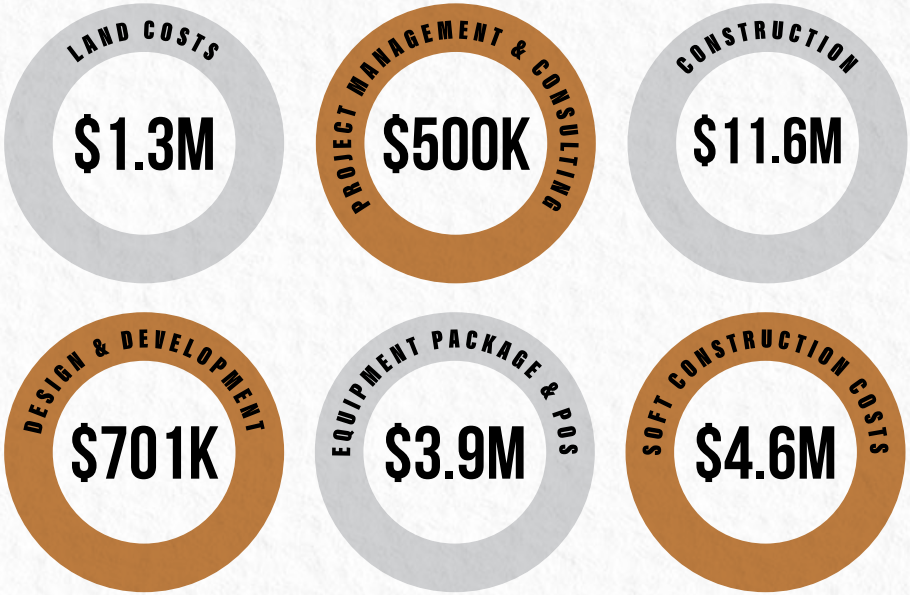 LAND COSTS
$1.3M
PROJECT MANAGEMENT & CONSULTING
$500K
CONSTRUCTION
$11.6M
DESIGN & DEVELOPMENT
$701K
EQUIPMENT PACKAGE & POS
$3.9M
SOFT CONSTRUCTION COSTS
$4.6M